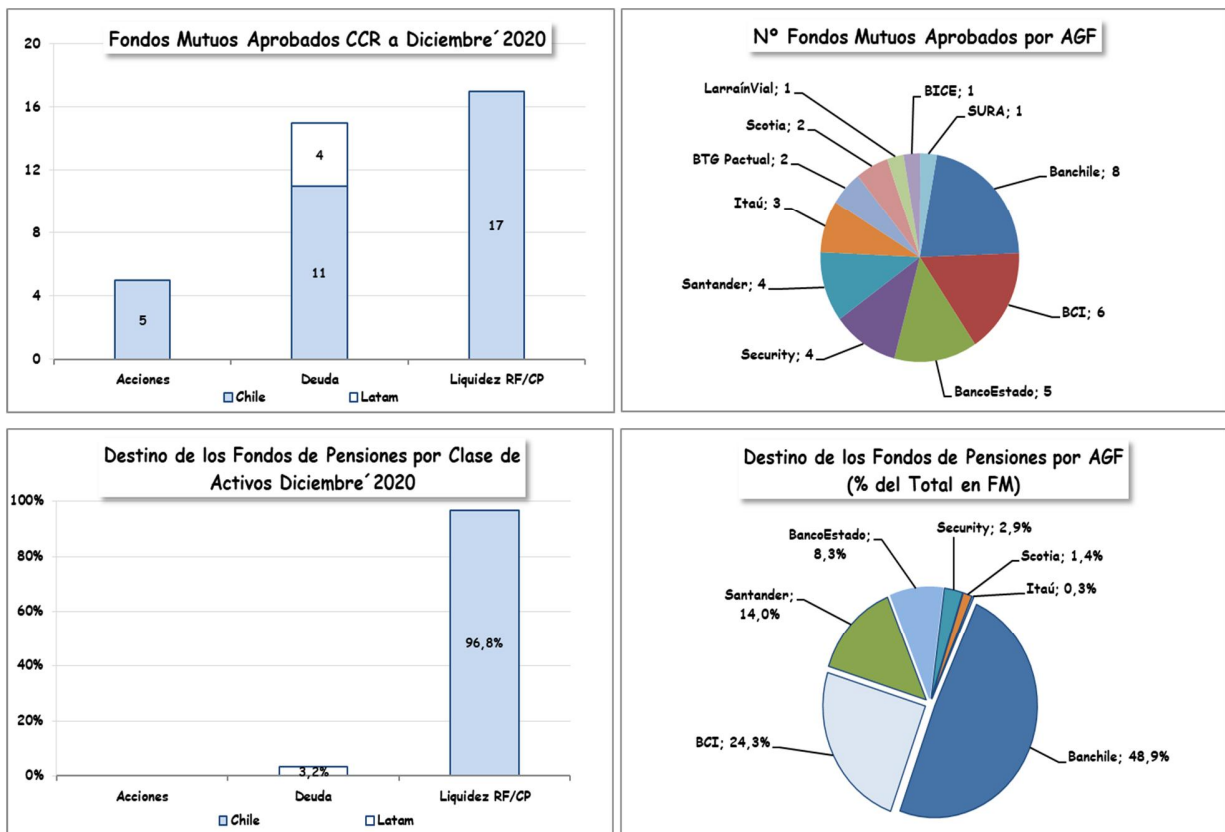 Fondos Mutuos Aprobados CCR a Diciembre´2020
20
16
12
8
4
0
5
4
11
17
Acciones
Deuda
Liquidez RF/CP
Chile
Latam
Nº Fondos Mutuos Aprobados por AGF
LarraínVial; 1
BICE; 1
SURA; 1
Scotia; 2
BTG Pactual; 2
Banchile; 8
Itaú; 3
Santander; 4
BCI; 6
Security; 4
BancoEstado; 5
Destino de los Fondos de Pensiones por Clase de
Activos Diciembre´2020
100%
80%
60%
40%
20%
0%
96,8%
3,2%
Acciones
Deuda
Liquidez RF/CP
Chile
Latam
Destino de los Fondos de Pensiones por AGF
(% del Total en FM)
Security; 2,9%
BancoEstado;
8,3%
Scotia; 1,4%
Itaú; 0,3%
Santander;
14,0%
BCI; 24,3%
Banchile; 48,9%